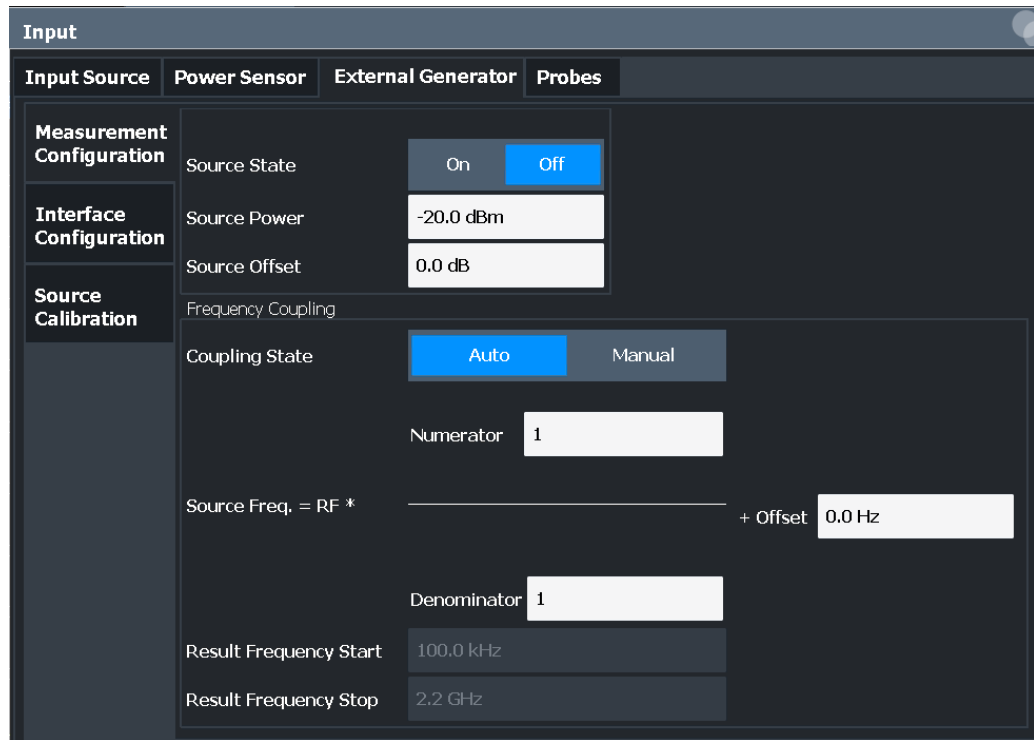 Input
Input Source Power Sensor External Generator Probes
Measurement
Configuration
Interface
Configuration
Source
Calibration
Source State On Off
Source Power -20.0 dBm
Source Offset 0.0 dB
Frequency Coupling
Coupling State Auto Manual
Numerator 1
Source Freq. = RF *
+ Offset 0.0 Hz
Denominator 1
Result Frequency Start 100.0 kHz
Result Frequency Stop 2.2 GHz